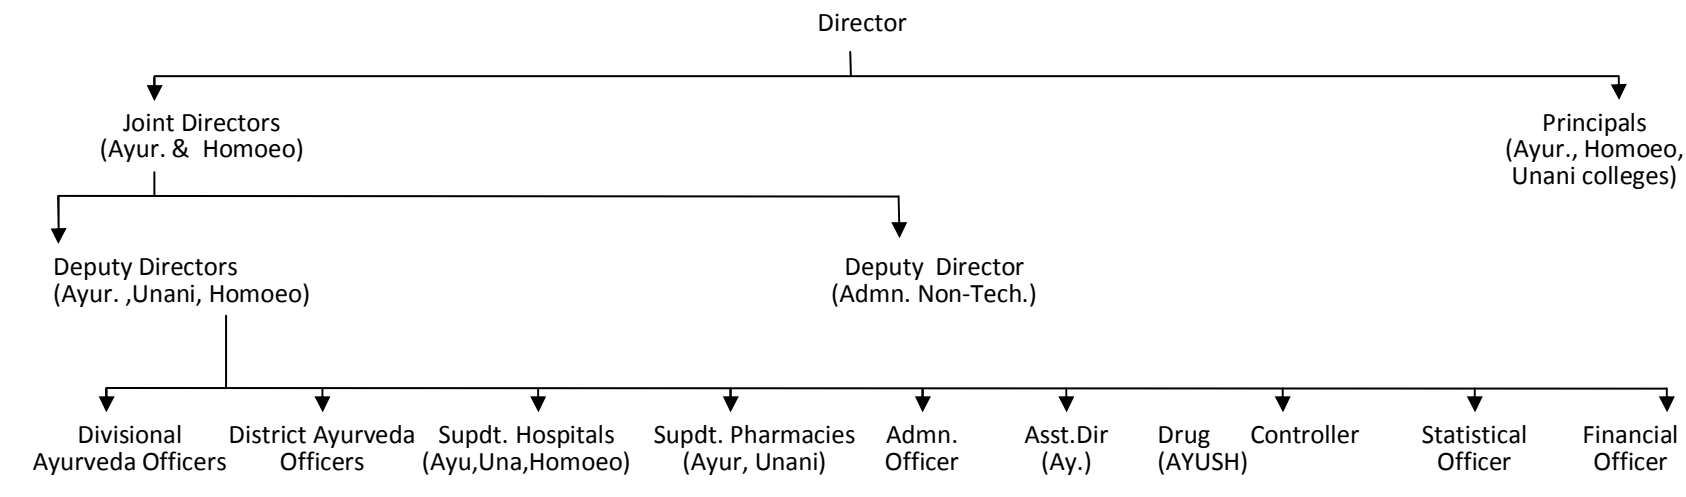 Director
Joint Directors
(Ayur. & Homoeo)
Principals
(Ayur., Homoeo,
Unani colleges)
Deputy Directors
(Ayur. ,Unani, Homoeo)
Deputy Director
(Admn. Non-Tech.)
Divisional
Ayurveda Officers
District Ayurveda
Officers
Supdt. Hospitals
(Ayu,Una,Homoeo)
Supdt. Pharmacies
(Ayur, Unani)
Admn.
Officer
Asst.Dir
(Ay.)
Drug Controller
(AYUSH)
Statistical
Officer
Financial
Officer